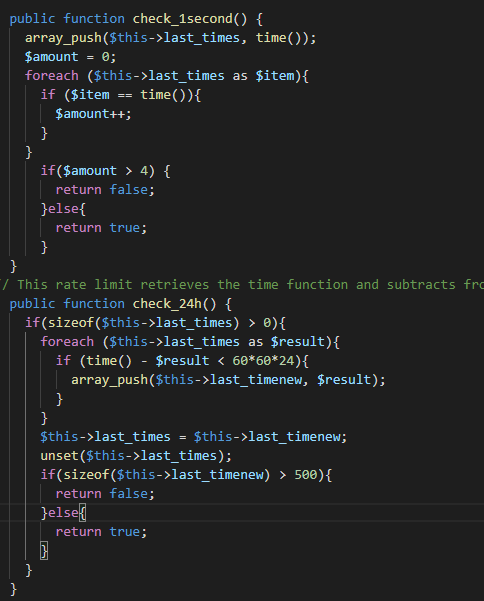 public function check_1second() {
array_push($this->last_times, time());
$amount = 0;
foreach ($this->last_times as $item){
if ($item == time()){
$amount++;
}
}
if($amount > 4) {
return false;
}else{
return true;
}
}
/ This rate limit retrieves the time function and subtracts fro
public function check_24h() {
if(sizeof($this->last_times) > 0){
foreach ($this->last_times as $result){
if (time() - $result < 60*60*24){
array_push($this->last_timenew, $result);
}
}
$this->last_times = $this->last_timenew;
unset($this->last_times);
if(sizeof($this->last_timenew) > 500){
return false;
}else{
return true;
}
}
}